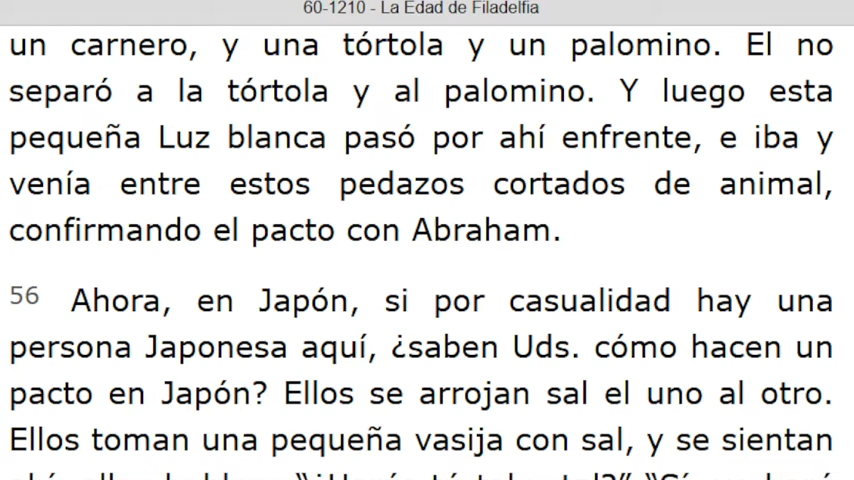 60-1210 - La Edad de Filadelfia
un carnero, y una tórtola y un palomino. El no
separó a la tórtola y al palomino. Y luego esta
pequeña Luz blanca pasó por ahí enfrente, e iba y
venía entre estos pedazos cortados de animal,
confirmando el pacto con Abraham.
56 Ahora, en Japón, si por casualidad hay una
persona Japonesa aquí, ¿saben Uds. cómo hacen un
pacto en Japón? Ellos se arrojan sal el uno al otro.
Ellos toman una pequeña vasija con sal, y se sientan